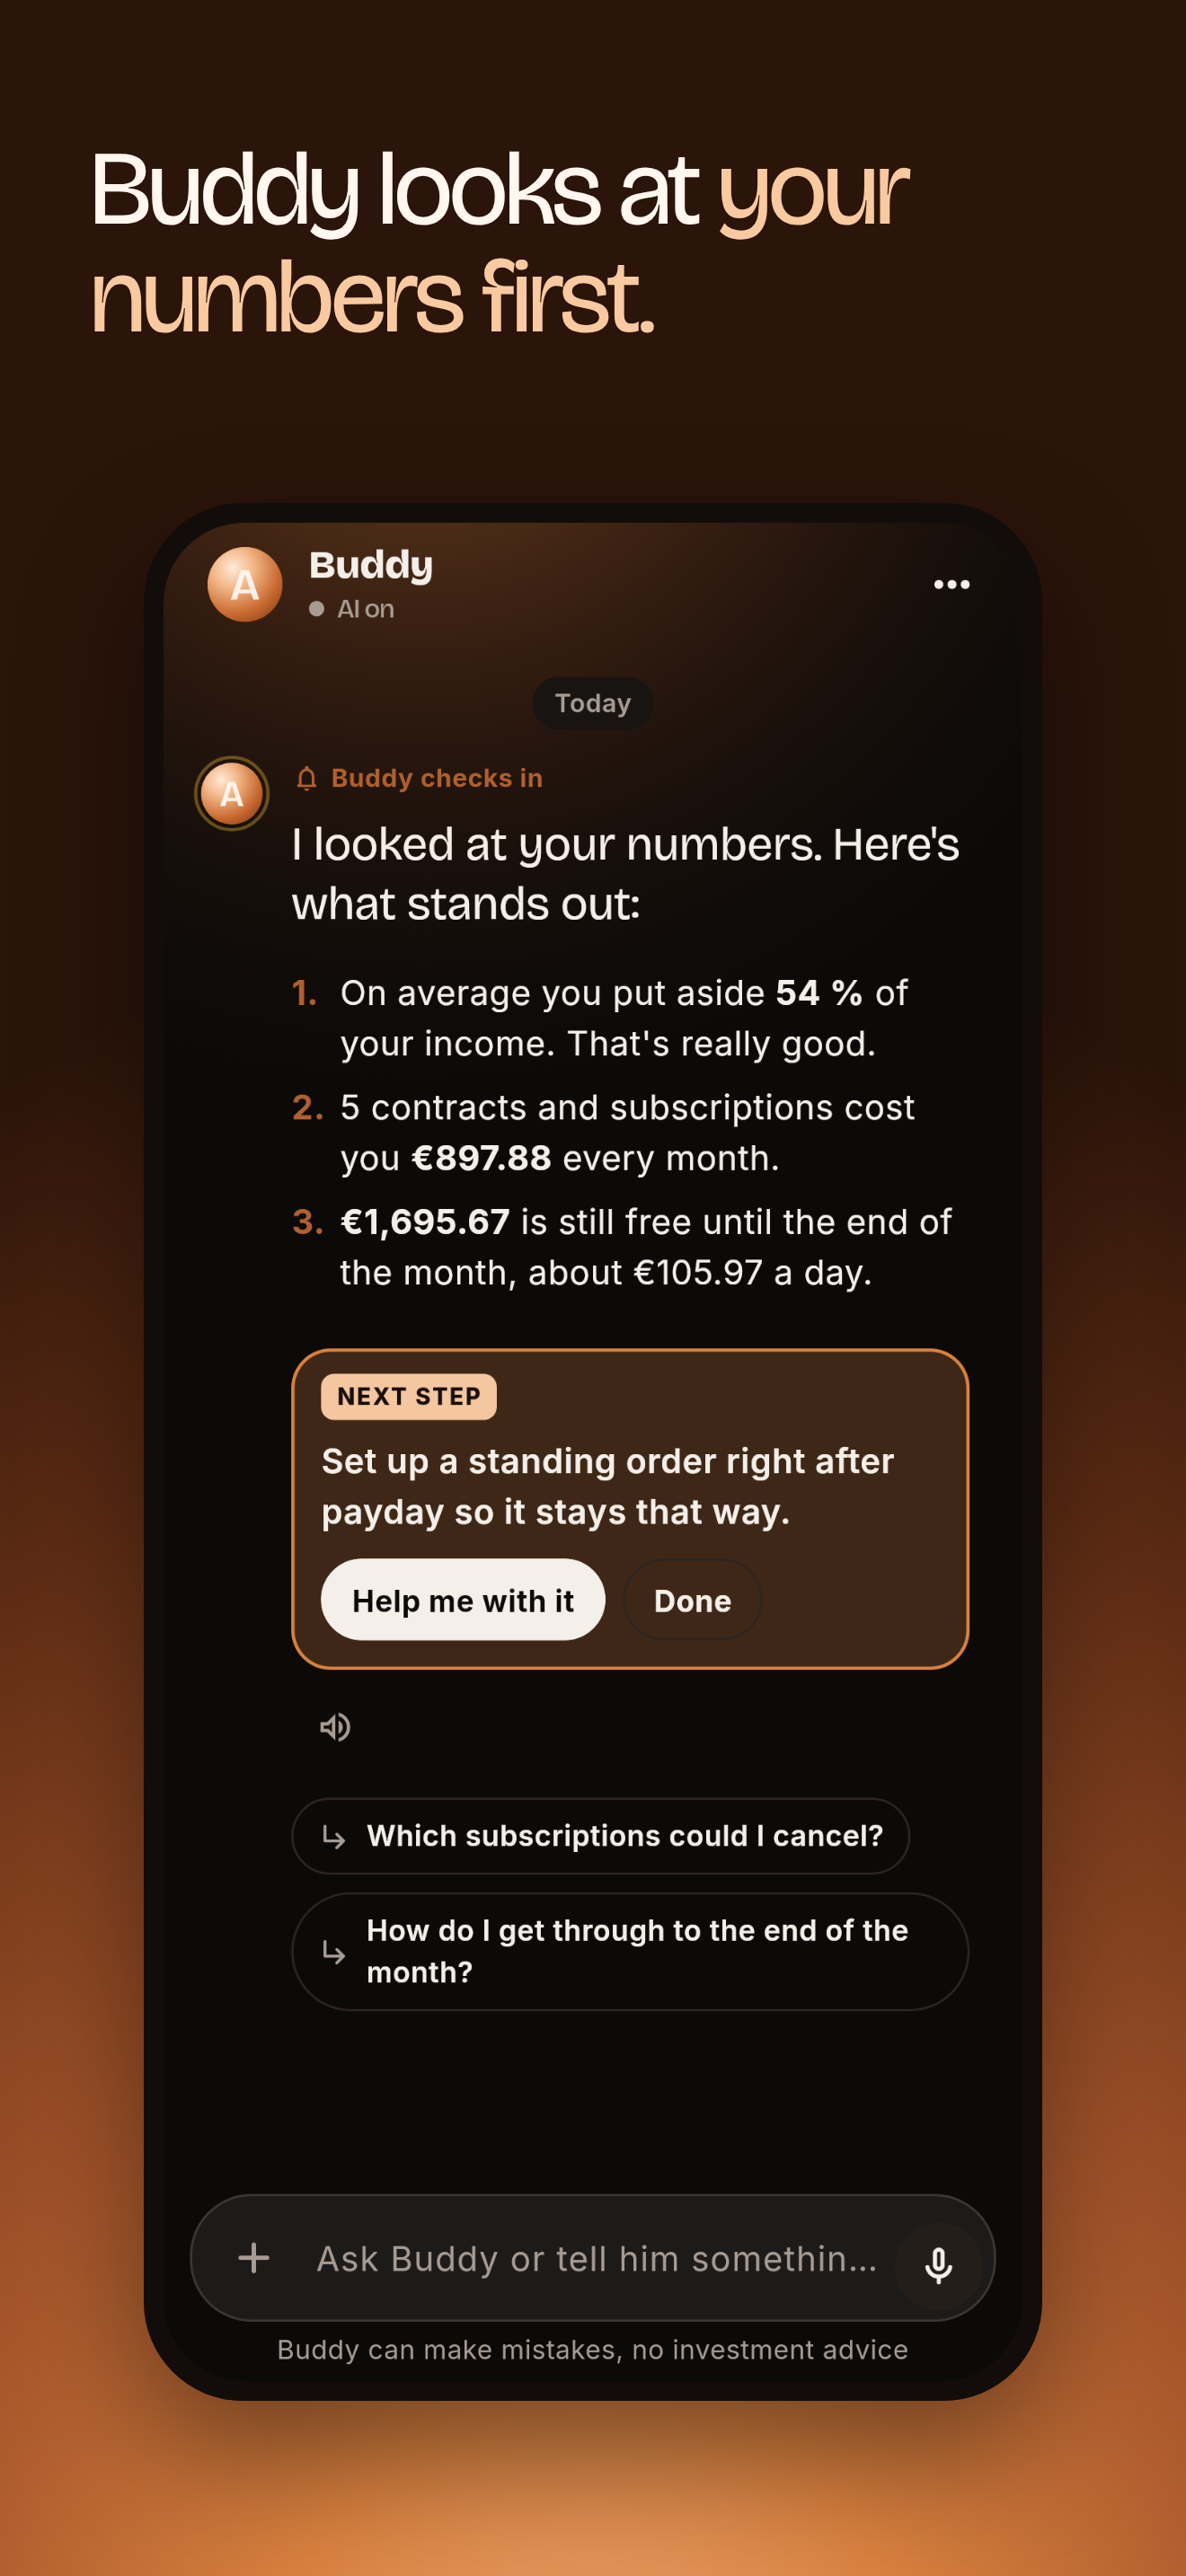 Buddy looks at your
numbers first.
A
Buddy
AI on
Today
A
Buddy checks in
I looked at your numbers. Here's
what stands out:
1. On average you put aside 54 % of
your income. That's really good.
2. 5 contracts and subscriptions cost
you €897.88 every month.
3. €1,695.67 is still free until the end of
the month, about €105.97 a day.
NEXT STEP
Set up a standing order right after
payday so it stays that way.
Help me with it
Done
Which subscriptions could I cancel?
How do I get through to the end of the
month?
Ask Buddy or tell him somethin...
Buddy can make mistakes, no investment advice